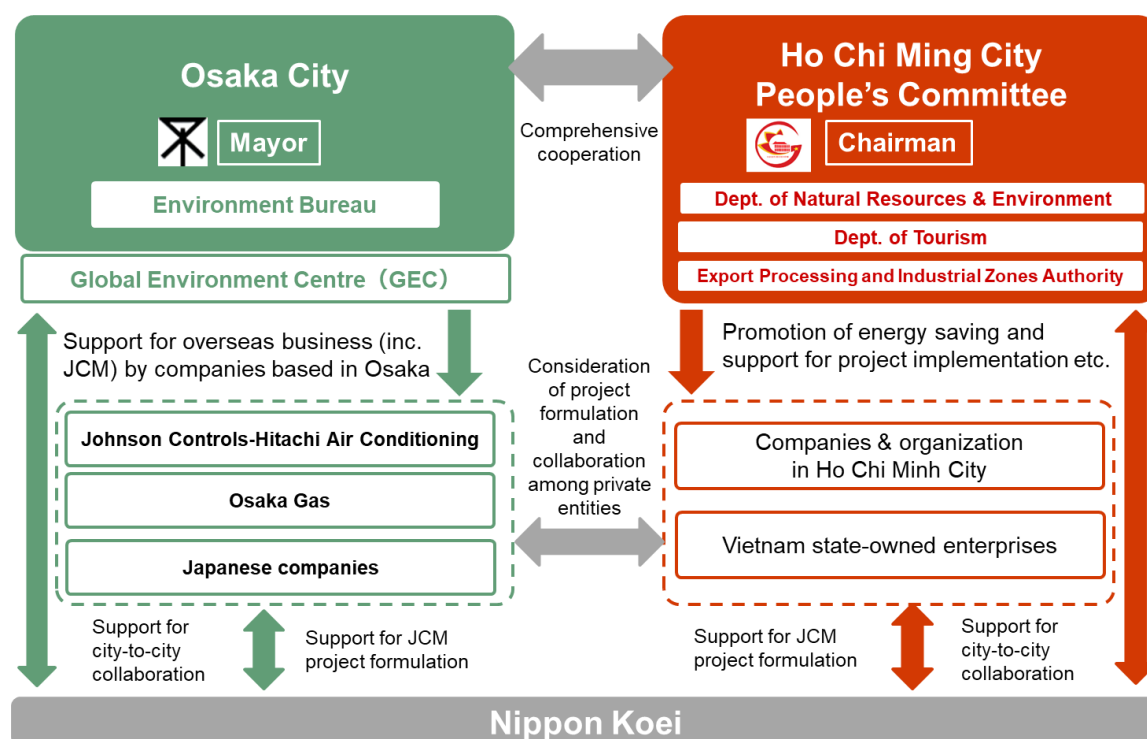 Osaka City
Mayor
Environment Bureau
Global Environment Centre（GEC）
Comprehensive
cooperation
Ho Chi Ming City
People’s Committee
Chairman
Dept. of Natural Resources & Environment
Dept. of Tourism
Export Processing and Industrial Zones Authority
Support for overseas business (inc.
JCM) by companies based in Osaka
Consideration
of project
formulation
and
collaboration
among private
entities
Promotion of energy saving and
support for project implementation etc.
Johnson Controls-Hitachi Air Conditioning
Osaka Gas
Japanese companies
Companies & organization
in Ho Chi Minh City
Vietnam state-owned enterprises
Support for
city-to-city
collaboration
Support for JCM
project formulation
Support for JCM
project formulation
Support for
city-to-city
collaboration
Nippon Koei